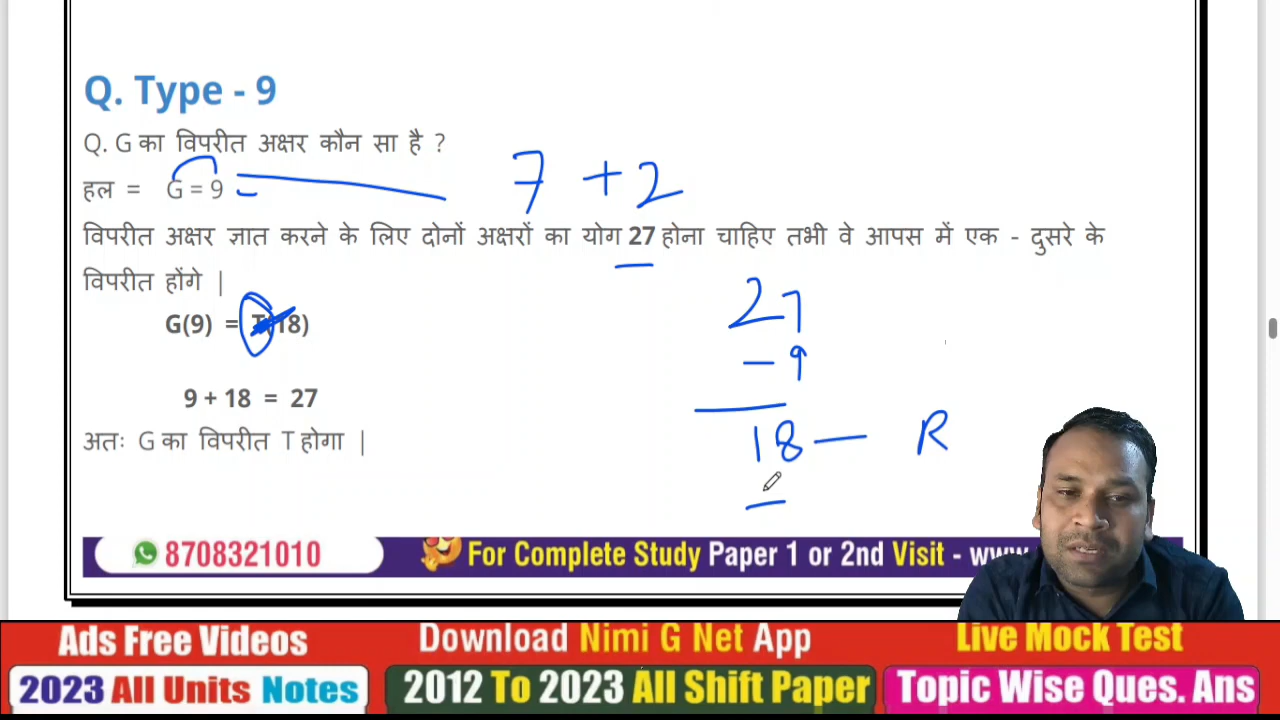 Q. Type - 9
Q. G का विपरीत अक्षर कौन सा है ?
हल = G = 9
7 + 2
विपरीत अक्षर ज्ञात करने के लिए दोनों अक्षरों का योग 27 होना चाहिए तभी वे आपस में एक - दुसरे के
विपरीत होंगे |
27
G(9) = T(18)
- 9
9 + 18 = 27
18 — R
अतः G का विपरीत T होगा |
8708321010
For Complete Study Paper 1 or 2nd Visit - www.
Ads Free Videos
Download Nimi G Net App
Live Mock Test
2023 All Units Notes
2012 To 2023 All Shift Paper
Topic Wise Ques. Ans